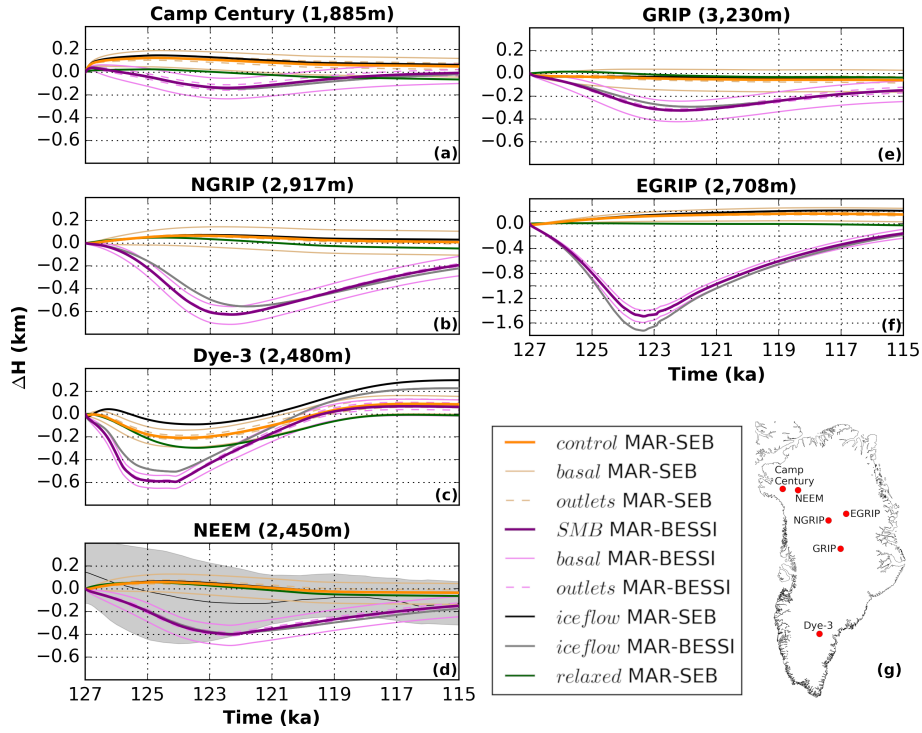 Camp Century (1,885m)
0.2
0.0
−0.2
−0.4
−0.6
(a)
GRIP (3,230m)
0.2
0.0
−0.2
−0.4
−0.6
(e)
NGRIP (2,917m)
0.2
0.0
−0.2
−0.4
−0.6
(b)
EGRIP (2,708m)
0.0
−0.4
−0.8
−1.2
−1.6
(f)
127 125 123 121 119 117 115
Time (ka)
ΔH (km)
Dye-3 (2,480m)
0.2
0.0
−0.2
−0.4
−0.6
(c)
NEEM (2,450m)
0.2
0.0
−0.2
−0.4
−0.6
(d)
127 125 123 121 119 117 115
Time (ka)
control MAR-SEB
basal MAR-SEB
outlets MAR-SEB
SMB MAR-BESSI
basal MAR-BESSI
outlets MAR-BESSI
iceflow MAR-SEB
iceflow MAR-BESSI
relaxed MAR-SEB
Camp
Century
NEEM
NGRIP
EGRIP
GRIP
Dye-3
(g)